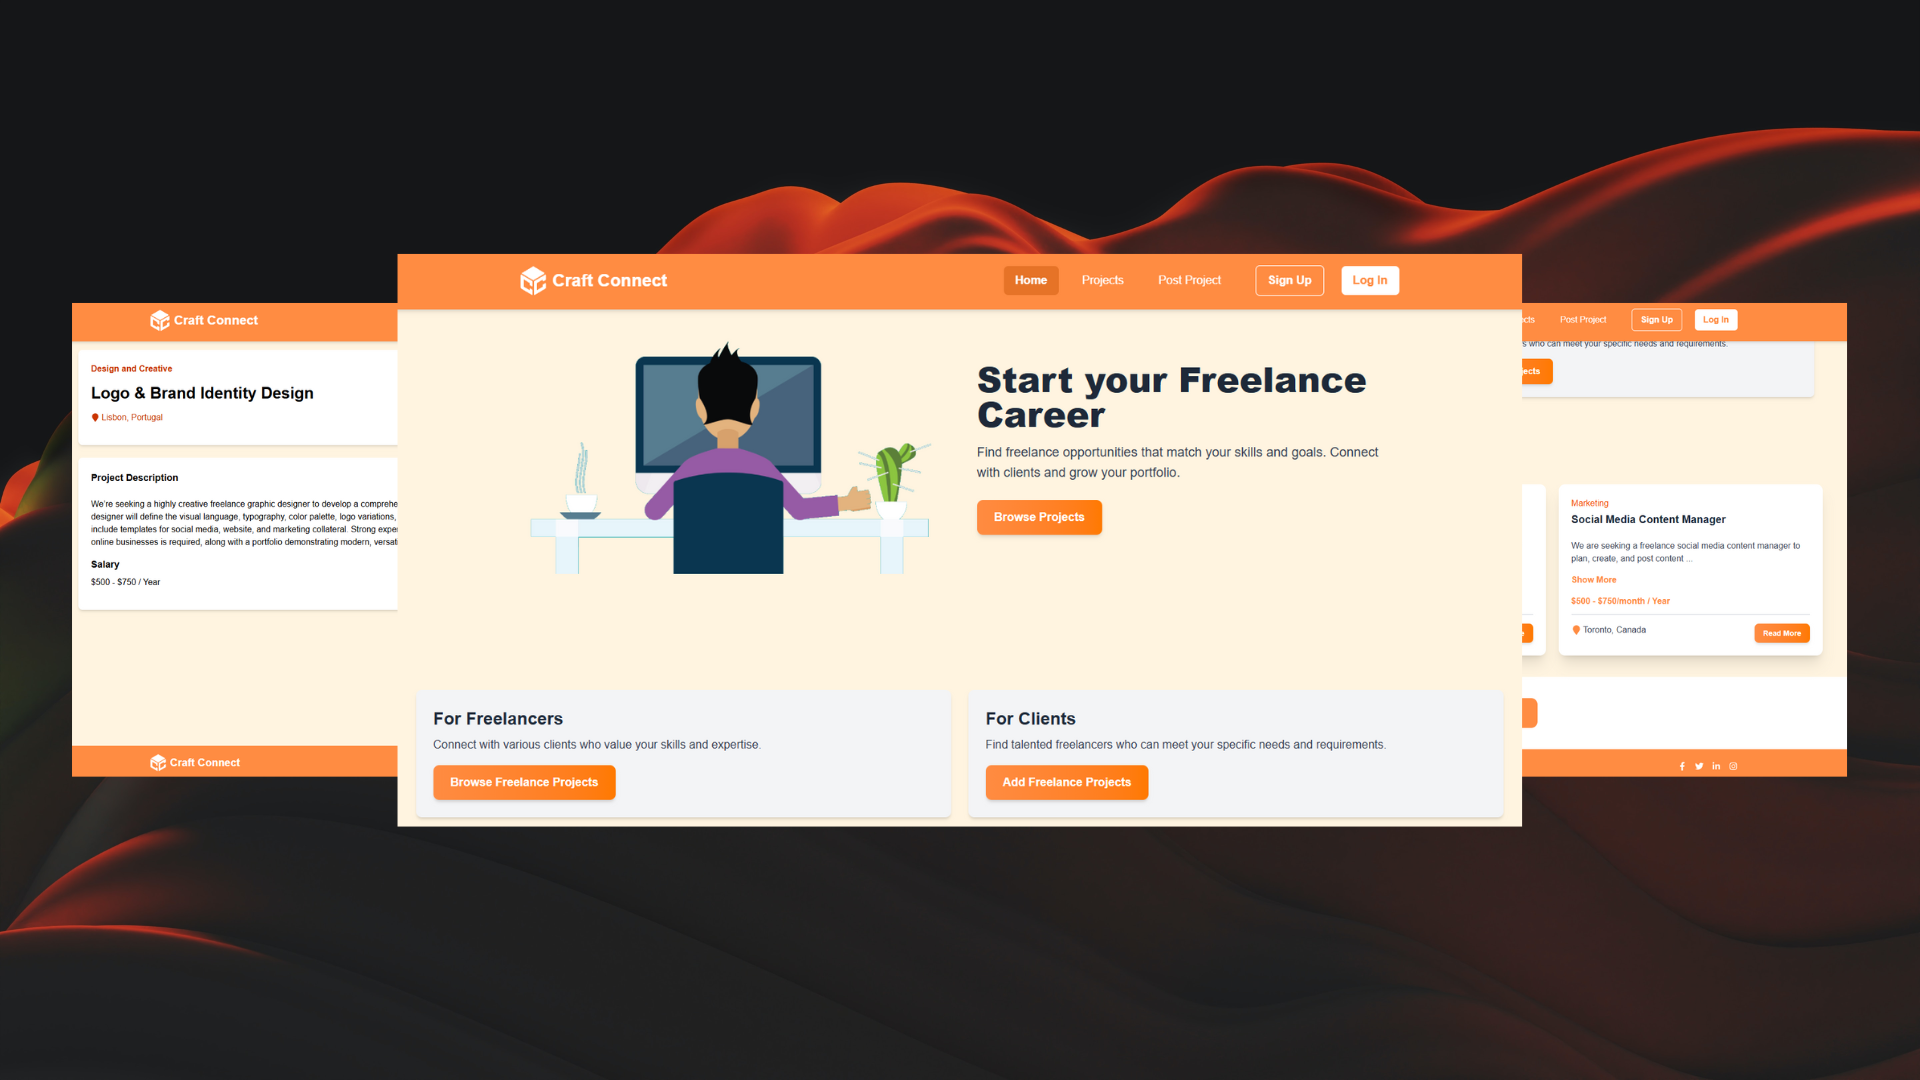 Craft Connect
Design and Creative
Logo & Brand Identity Design
Lisbon, Portugal
Project Description
We're seeking a highly creative freelance graphic designer to develop a
designer will define the visual language, typography, color palette, logo variations,
include templates for social media, website, and marketing collateral. Strong
online businesses is required, along with a portfolio demonstrating modern,
Salary
$500 - $750 / Year
Craft Connect
Craft Connect
Home
Projects
Post Project
Sign Up
Log In
Start your Freelance
Career
Find freelance opportunities that match your skills and goals. Connect
with clients and grow your portfolio.
Browse Projects
For Freelancers
Connect with various clients who value your skills and expertise.
Browse Freelance Projects
For Clients
Find talented freelancers who can meet your specific needs and requirements.
Add Freelance Projects
Post Project
Sign Up
Log In
who can meet your specific needs and requirements.
Marketing
Social Media Content Manager
We are seeking a freelance social media content manager to
plan, create, and post content ...
Show More
$500 - $750/month / Year
Toronto, Canada
Read More